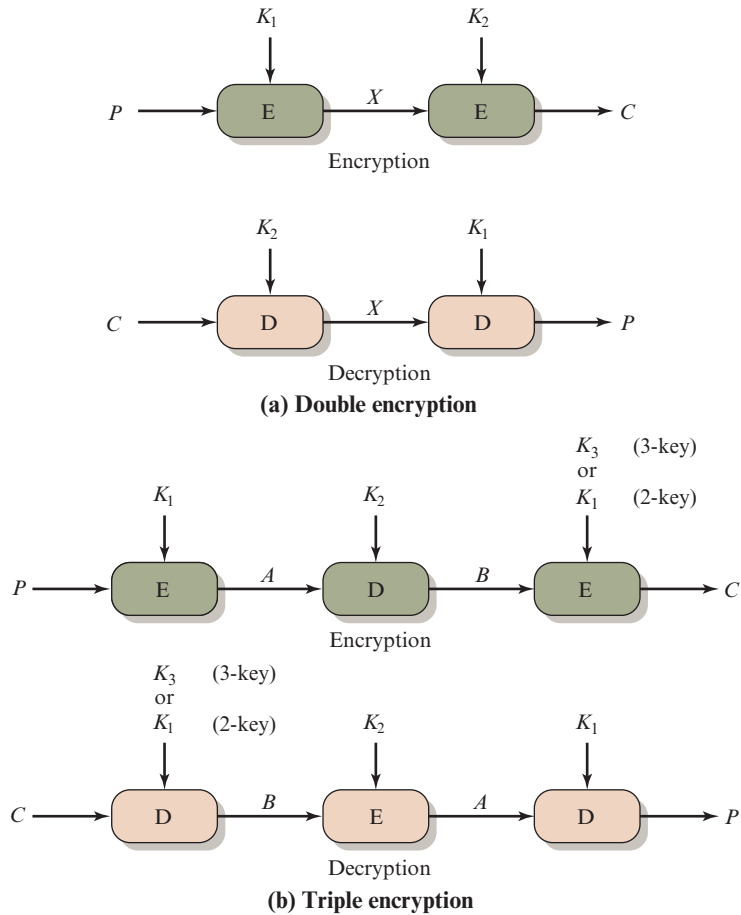 K₁ K₂
P E X E C
Encryption
K₂ K₁
C D X D P
Decryption
(a) Double encryption
K₃ (3-key)
or
K₁ K₂ K₁ (2-key)
P E A D B E C
Encryption
K₃ (3-key)
or
K₁ (2-key) K₂ K₁
C D B E A D P
Decryption
(b) Triple encryption